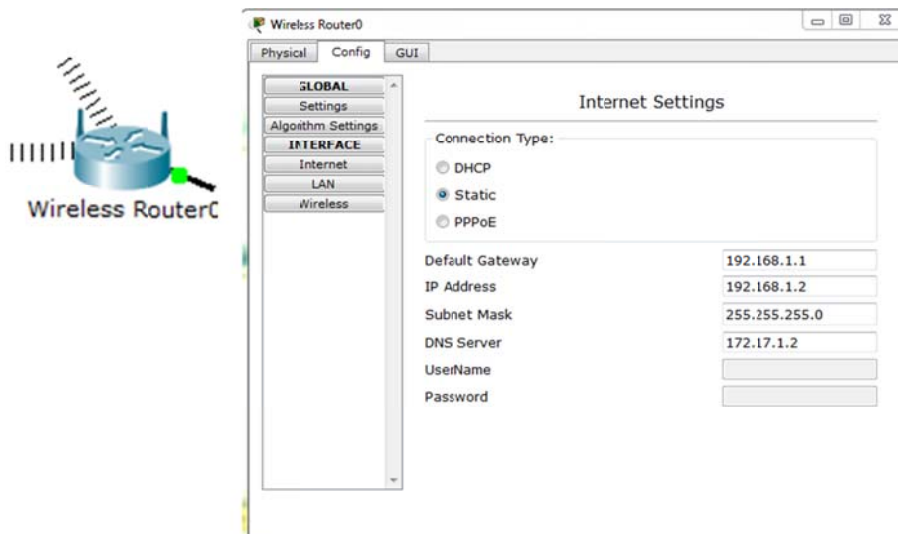 Wireless Router0
Wireless Router0
Physical Config GUI
GLOBAL
Settings
Algorithm Settings
INTERFACE
Internet
LAN
Wireless
Internet Settings
Connection Type:
DHCP
Static
PPPoE
Default Gateway 192.168.1.1
IP Address 192.168.1.2
Subnet Mask 255.255.255.0
DNS Server 172.17.1.2
UserName
Password